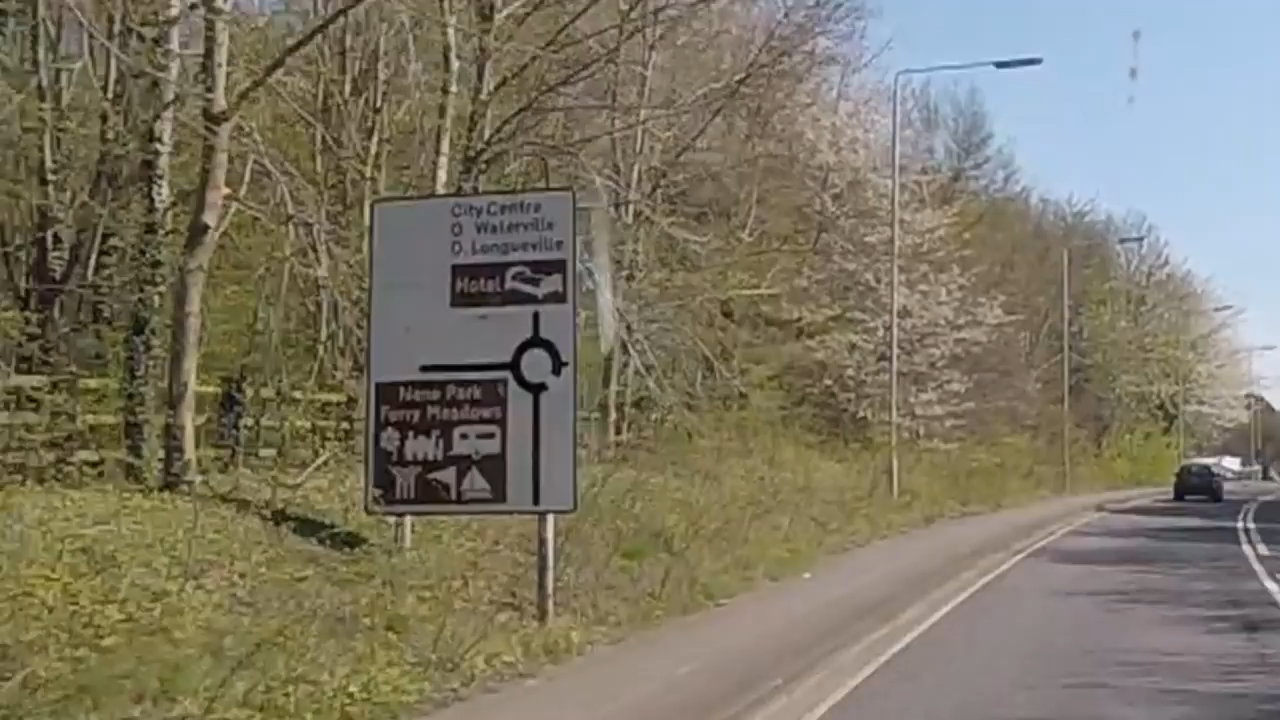 City Centre
O Waterville
O. Longueville
Hotel
Nene Park
Ferry Meadows